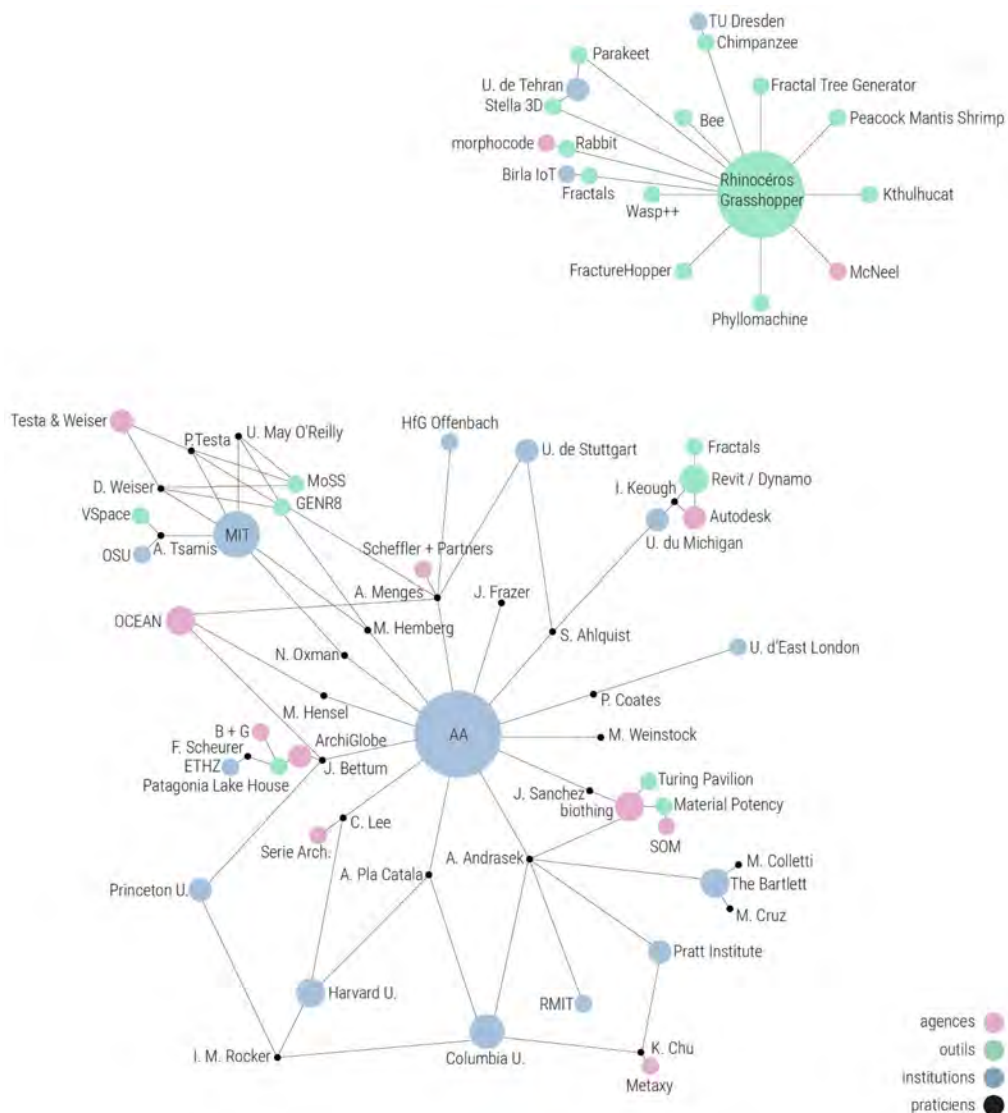 TU Dresden
Chimpanzee
Parakeet
U. de Tehran
Stella 3D
Fractal Tree Generator
Bee
Peacock Mantis Shrimp
morphocode
Rabbit
Birla IoT
Fractals
Rhinocéros
Grasshopper
Kthulhucat
Wasp++
FractureHopper
McNeel
Phyllomachine
Testa & Weiser
P.Testa
U. May O'Reilly
HfG Offenbach
U. de Stuttgart
Fractals
MoSS
Revit / Dynamo
D. Weiser
I. Keough
GENR8
VSpace
MIT
Autodesk
A. Tsamis
OSU
U. du Michigan
Scheffler + Partners
A. Menges
J. Frazer
OCEAN
M. Hemberg
S. Ahlquist
N. Oxman
U. d'East London
M. Hensel
P. Coates
B + G
AA
M. Weinstock
ArchiGlobe
F. Scheurer
ETHZ
J. Bettum
Patagonia Lake House
Turing Pavilion
J. Sanchez
biothing
Material Potency
C. Lee
SOM
Serie Arch.
A. Andrasek
M. Colletti
A. Pla Catala
The Bartlett
Princeton U.
M. Cruz
Pratt Institute
Harvard U.
RMIT
I. M. Rocker
Columbia U.
K. Chu
Metaxy
agences
outils
institutions
praticiens